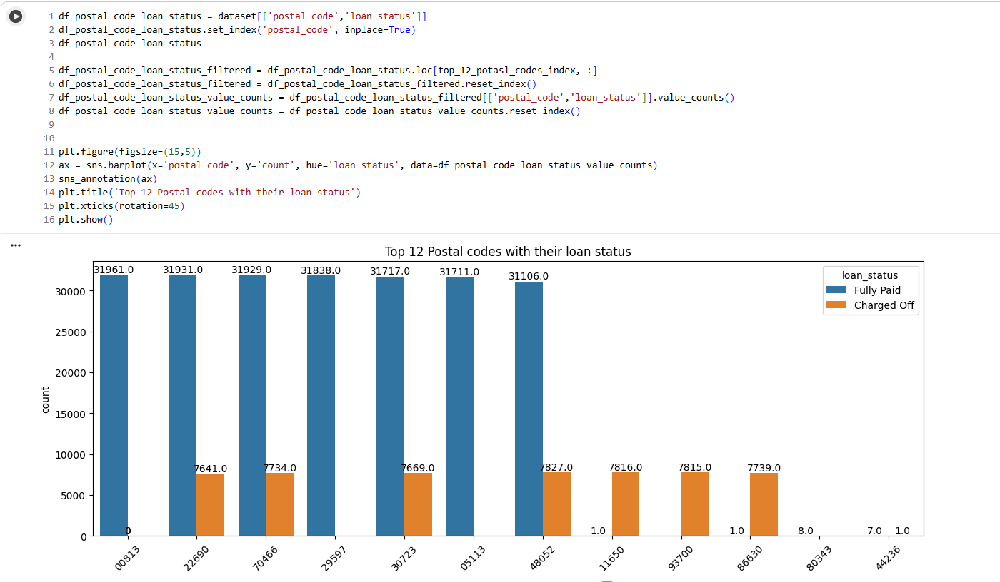 1 df_postal_code_loan_status = dataset[['postal_code','loan_status']]
2 df_postal_code_loan_status.set_index('postal_code', inplace=True)
3 df_postal_code_loan_status
4
5 df_postal_code_loan_status_filtered = df_postal_code_loan_status.loc[top_12_potasl_codes_index, :]
6 df_postal_code_loan_status_filtered = df_postal_code_loan_status_filtered.reset_index()
7 df_postal_code_loan_status_value_counts = df_postal_code_loan_status_filtered[['postal_code','loan_status']].value_counts()
8 df_postal_code_loan_status_value_counts = df_postal_code_loan_status_value_counts.reset_index()
9
10
11 plt.figure(figsize=(15,5))
12 ax = sns.barplot(x='postal_code', y='count', hue='loan_status', data=df_postal_code_loan_status_value_counts)
13 sns_annotation(ax)
14 plt.title('Top 12 Postal codes with their loan status')
15 plt.xticks(rotation=45)
16 plt.show()
Top 12 Postal codes with their loan status
31961.0 31931.0 31929.0 31838.0 31717.0 31711.0 31106.0
loan_status
Fully Paid
Charged Off
30000
25000
20000
15000
10000
5000
0
count
7641.0 7734.0 7669.0 7827.0 7816.0 7815.0 7739.0
0 1.0 1.0 8.0 7.0 1.0
00813 22690 70466 29597 30723 05113 48052 11650 93700 86630 80343 44236